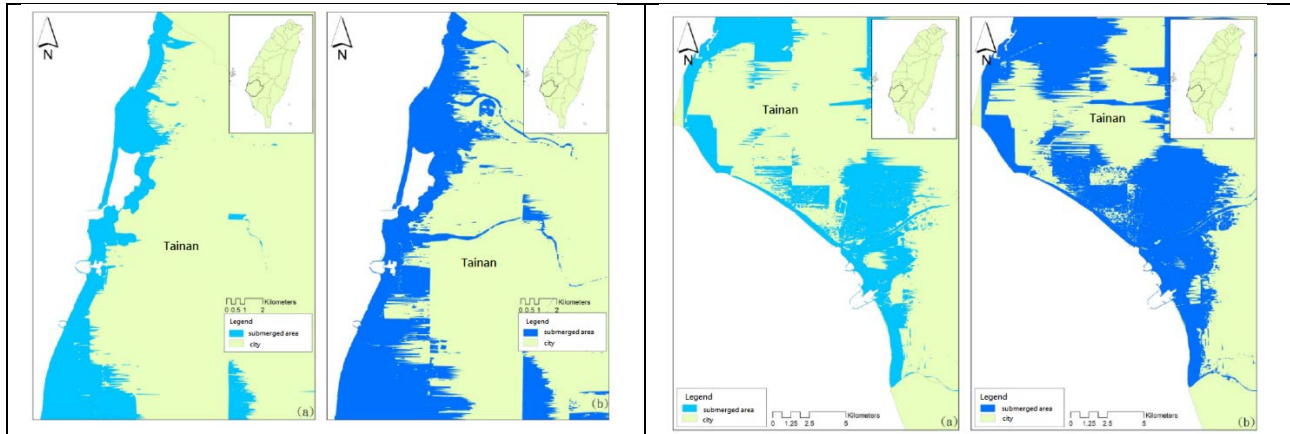 N
Tainan
Kilometers
0 0.5 1 2
Legend
submerged area
city
(a)
N
Tainan
Kilometers
0 0.5 1 2
Legend
submerged area
city
(b)
N
Tainan
Legend
submerged area
city
Kilometers
0 1.25 2.5 5
(a)
N
Tainan
Legend
submerged area
city
Kilometers
0 1.25 2.5 5
(b)